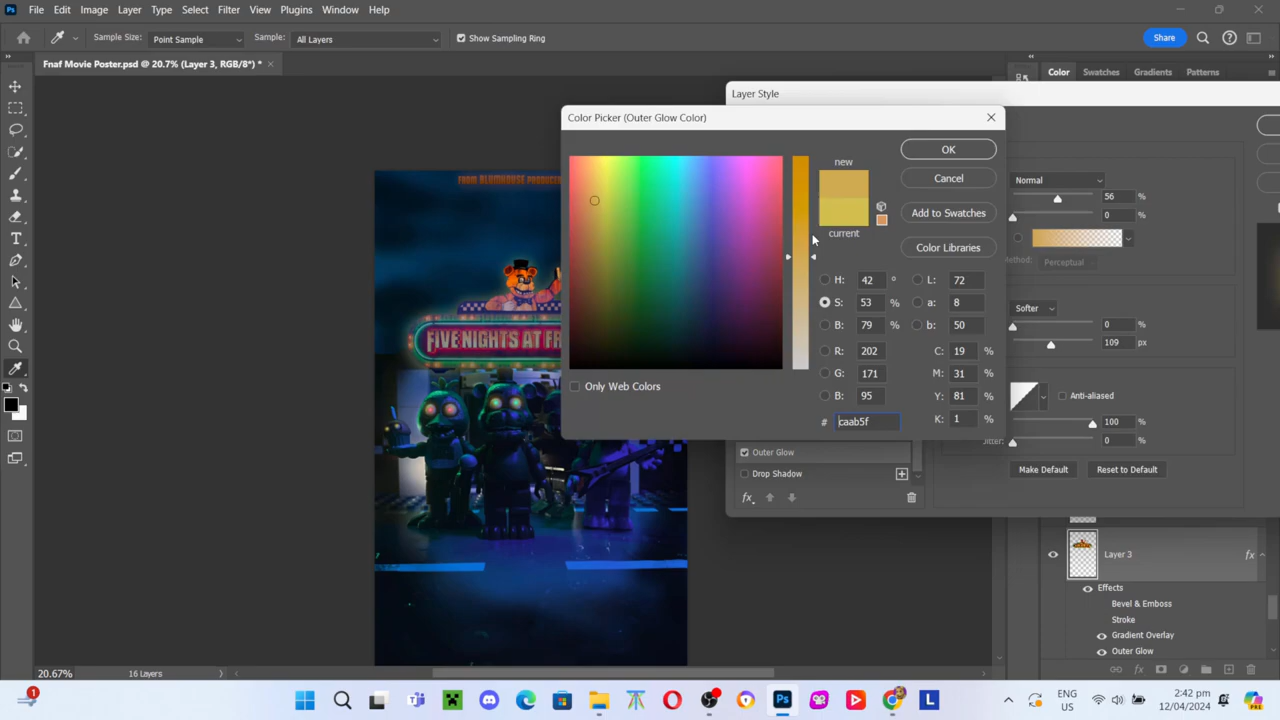 File Edit Image Layer Type Select Filter View Plugins Window Help
Sample Size: Point Sample Sample: All Layers Show Sampling Ring Share
Fnaf Movie Poster.psd @ 20.7% (Layer 3, RGB/8*) *
Color Swatches Gradients Patterns
Layer Style
Color Picker (Outer Glow Color)
new
current
OK
Cancel
Add to Swatches
Color Libraries
H: 42 °
S: 53 %
B: 79 %
R: 202
G: 171
B: 95
L: 72
a: 8
b: 50
C: 19 %
M: 31 %
Y: 81 %
K: 1 %
# caab5f
Only Web Colors
Normal
56 %
0 %
Perceptual
Softer
0 %
109 px
Anti-aliased
100 %
0 %
Make Default Reset to Default
Outer Glow
Drop Shadow
fx
FROM BLUMHOUSE PRODUCER
FIVE NIGHTS AT FR
Layer 3 fx
Effects
Bevel & Emboss
Stroke
Gradient Overlay
Outer Glow
20.67% 16 Layers
Ps
L
ENG
US
2:42 pm
12/04/2024